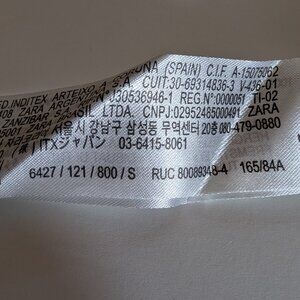 ED.INDITEX, ARTEIXO, A CORUÑA (SPAIN) C.I.F. A-15075062
ZARA ARGENTINA S.A. CUIT:30-69314836-3 V-436-01
030536946-1 REG.N°:000051 TI-02
BRASIL LTDA. CNPJ:02952485000491 ZARA
서울시 강남구 삼성동 무역센터 20층 080-479-0880
ITXジャパン 03-6415-8061
6427 / 121 / 800 / S RUC 80089348-4 165/84A